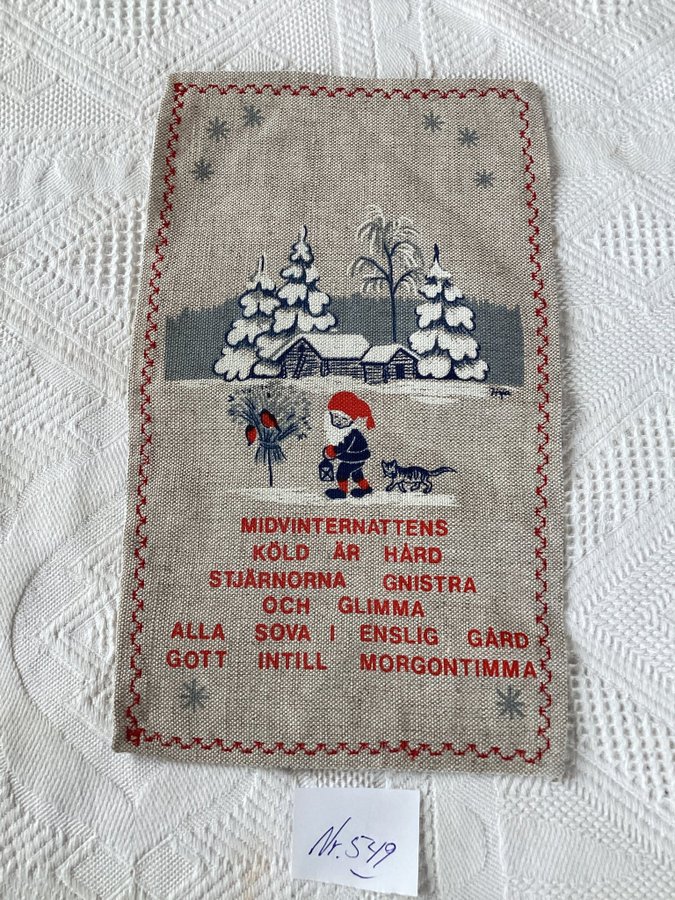 MIDVINTERNATTENS
KÖLD ÄR HÅRD
STJÄRNORNA GNISTRA
OCH GLIMMA
ALLA SOVA I ENSLIG GÅRD
GOTT INTILL MORGONTIMMA
Nr. 549